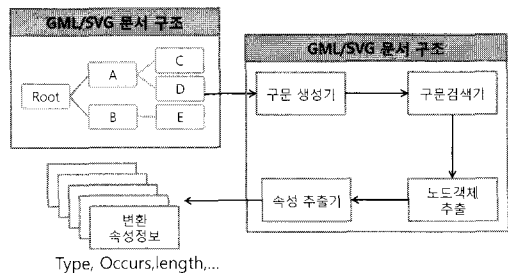 GML/SVG 문서 구조
Root
A
B
C
D
E
GML/SVG 문서 구조
구문 생성기
구문검색기
속성 추출기
노드객체
추출
변환
속성정보
Type, Occurs,length,...